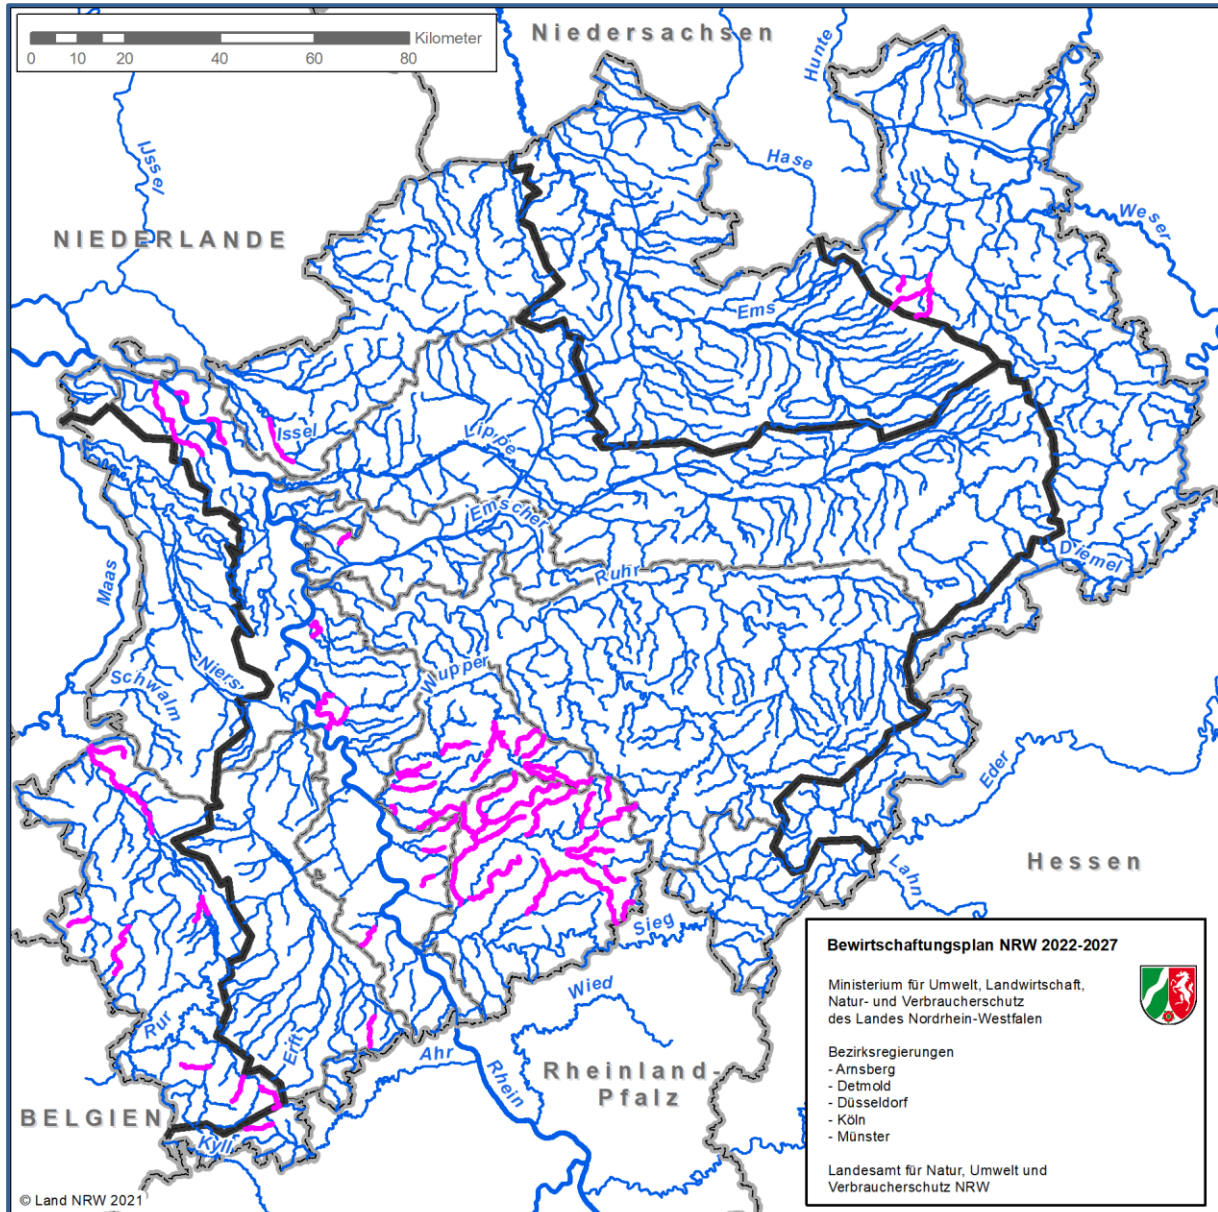 Kilometer
0 10 20 40 60 80
Niedersachsen
Hunte
IJssel
Hase
Weser
NIEDERLANDE
Ems
Issel
Lippe
Emscher
Diemel
Maas
Ruhr
Wupper
Niers
Schwalm
Eder
Hessen
Lahn
Sieg
Wied
Rur
Erft
Ahr
Rhein
Rheinland-
Pfalz
BELGIEN
Kyll
Bewirtschaftungsplan NRW 2022-2027
Ministerium für Umwelt, Landwirtschaft,
Natur- und Verbraucherschutz
des Landes Nordrhein-Westfalen
Bezirksregierungen
- Arnsberg
- Detmold
- Düsseldorf
- Köln
- Münster
Landesamt für Natur, Umwelt und
Verbraucherschutz NRW
© Land NRW 2021